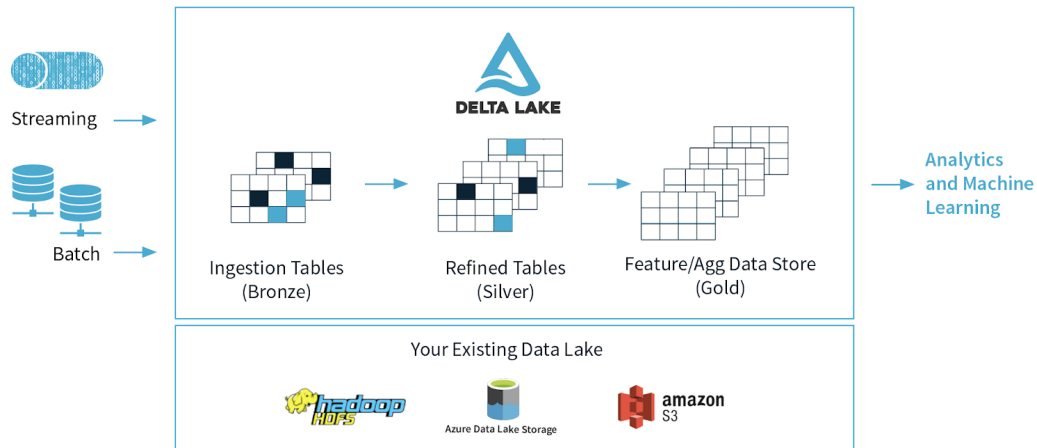 Streaming
Batch
DELTA LAKE
Ingestion Tables
(Bronze)
Refined Tables
(Silver)
Feature/Agg Data Store
(Gold)
Analytics
and Machine
Learning
Your Existing Data Lake
hadoop
HDFS
Azure Data Lake Storage
amazon
S3